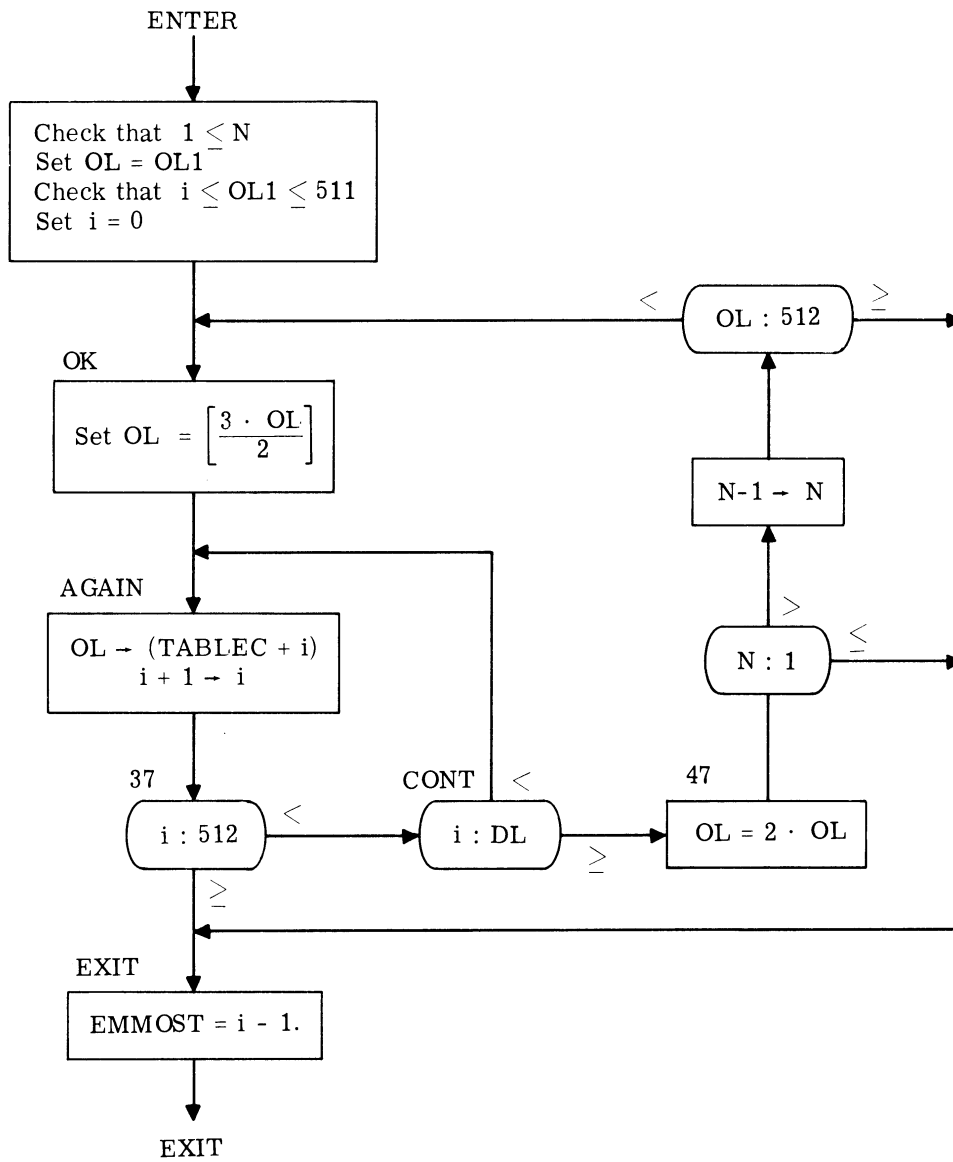 ENTER
Check that 1 ≤ N
Set OL = OL1
Check that i ≤ OL1 ≤ 511
Set i = 0
< OL : 512 ≥
OK
Set OL = [3 · OL / 2]
N-1 → N
AGAIN
OL → (TABLEC + i)
i + 1 → i
>
N : 1 ≤
37
CONT <
47
i : 512 <
i : DL
OL = 2 · OL
≥
≥
EXIT
EMMOST = i - 1.
EXIT